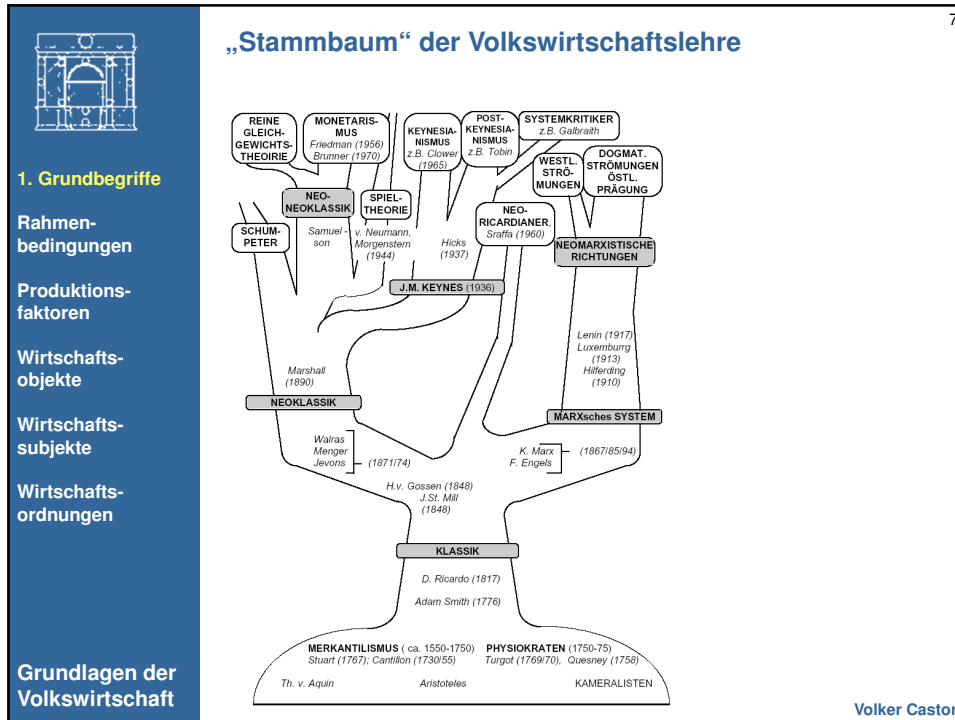 7
„Stammbaum“ der Volkswirtschaftslehre
1. Grundbegriffe
Rahmen-
bedingungen
Produktions-
faktoren
Wirtschafts-
objekte
Wirtschafts-
subjekte
Wirtschafts-
ordnungen
Grundlagen der
Volkswirtschaft
REINE
GLEICH-
GEWICHTS-
THEOIRIE
MONETARIS-
MUS
Friedman (1956)
Brunner (1970)
KEYNESIA-
NISMUS
z.B. Clower
(1965)
POST-
KEYNESIA-
NISMUS
z.B. Tobin
SYSTEMKRITIKER
z.B. Galbraith
WESTL.
STRÖ-
MUNGEN
DOGMAT.
STRÖMUNGEN
ÖSTL.
PRÄGUNG
NEO-
NEOKLASSIK
SPIEL-
THEORIE
NEO-
RICARDIANER,
Sraffa (1960)
SCHUM-
PETER
Samuel -
son
v. Neumann,
Morgenstern
(1944)
Hicks
(1937)
NEOMARXISTISCHE
RICHTUNGEN
J.M. KEYNES (1936)
Lenin (1917)
Luxemburrg
(1913)
Hilferding
(1910)
Marshall
(1890)
NEOKLASSIK
MARXsches SYSTEM
Walras
Menger
Jevons
(1871/74)
K. Marx
F. Engels
(1867/85/94)
H.v. Gossen (1848)
J.St. Mill
(1848)
KLASSIK
D. Ricardo (1817)
Adam Smith (1776)
MERKANTILISMUS ( ca. 1550-1750)
Stuart (1767); Cantillon (1730/55)
PHYSIOKRATEN (1750-75)
Turgot (1769/70), Quesney (1758)
Th. v. Aquin
Aristoteles
KAMERALISTEN
Volker Castor